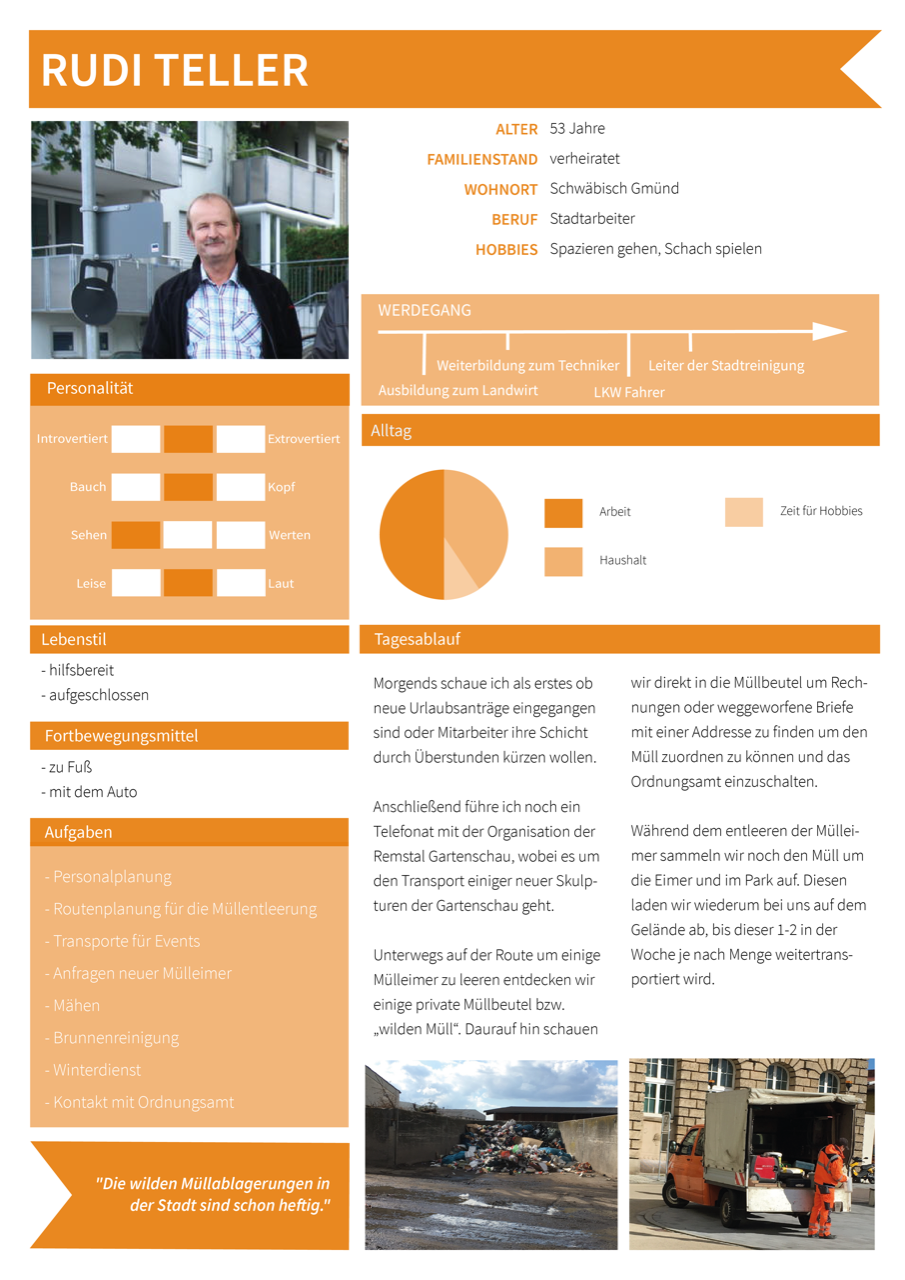 RUDI TELLER
ALTER 53 Jahre
FAMILIENSTAND verheiratet
WOHNORT Schwäbisch Gmünd
BERUF Stadtarbeiter
HOBBIES Spazieren gehen, Schach spielen
WERDEGANG
Weiterbildung zum Techniker Leiter der Stadtreinigung
Ausbildung zum Landwirt LKW Fahrer
Personalität
Introvertiert Extrovertiert
Bauch Kopf
Sehen Werten
Leise Laut
Alltag
Arbeit Zeit für Hobbies
Haushalt
Lebenstil
- hilfsbereit
- aufgeschlossen
Fortbewegungsmittel
- zu Fuß
- mit dem Auto
Aufgaben
- Personalplanung
- Routenplanung für die Müllentleerung
- Transporte für Events
- Anfragen neuer Mülleimer
- Mähen
- Brunnenreinigung
- Winterdienst
- Kontakt mit Ordnungsamt
"Die wilden Müllablagerungen in
der Stadt sind schon heftig."
Tagesablauf
Morgends schaue ich als erstes ob
neue Urlaubsanträge eingegangen
sind oder Mitarbeiter ihre Schicht
durch Überstunden kürzen wollen.
Anschließend führe ich noch ein
Telefonat mit der Organisation der
Remstal Gartenschau, wobei es um
den Transport einiger neuer Skulp-
turen der Gartenschau geht.
Unterwegs auf der Route um einige
Mülleimer zu leeren entdecken wir
einige private Müllbeutel bzw.
„wilden Müll“. Daurauf hin schauen
wir direkt in die Müllbeutel um Rech-
nungen oder weggeworfene Briefe
mit einer Addresse zu finden um den
Müll zuordnen zu können und das
Ordnungsamt einzuschalten.
Während dem entleeren der Müllei-
mer sammeln wir noch den Müll um
die Eimer und im Park auf. Diesen
laden wir wiederum bei uns auf dem
Gelände ab, bis dieser 1-2 in der
Woche je nach Menge weitertrans-
portiert wird.